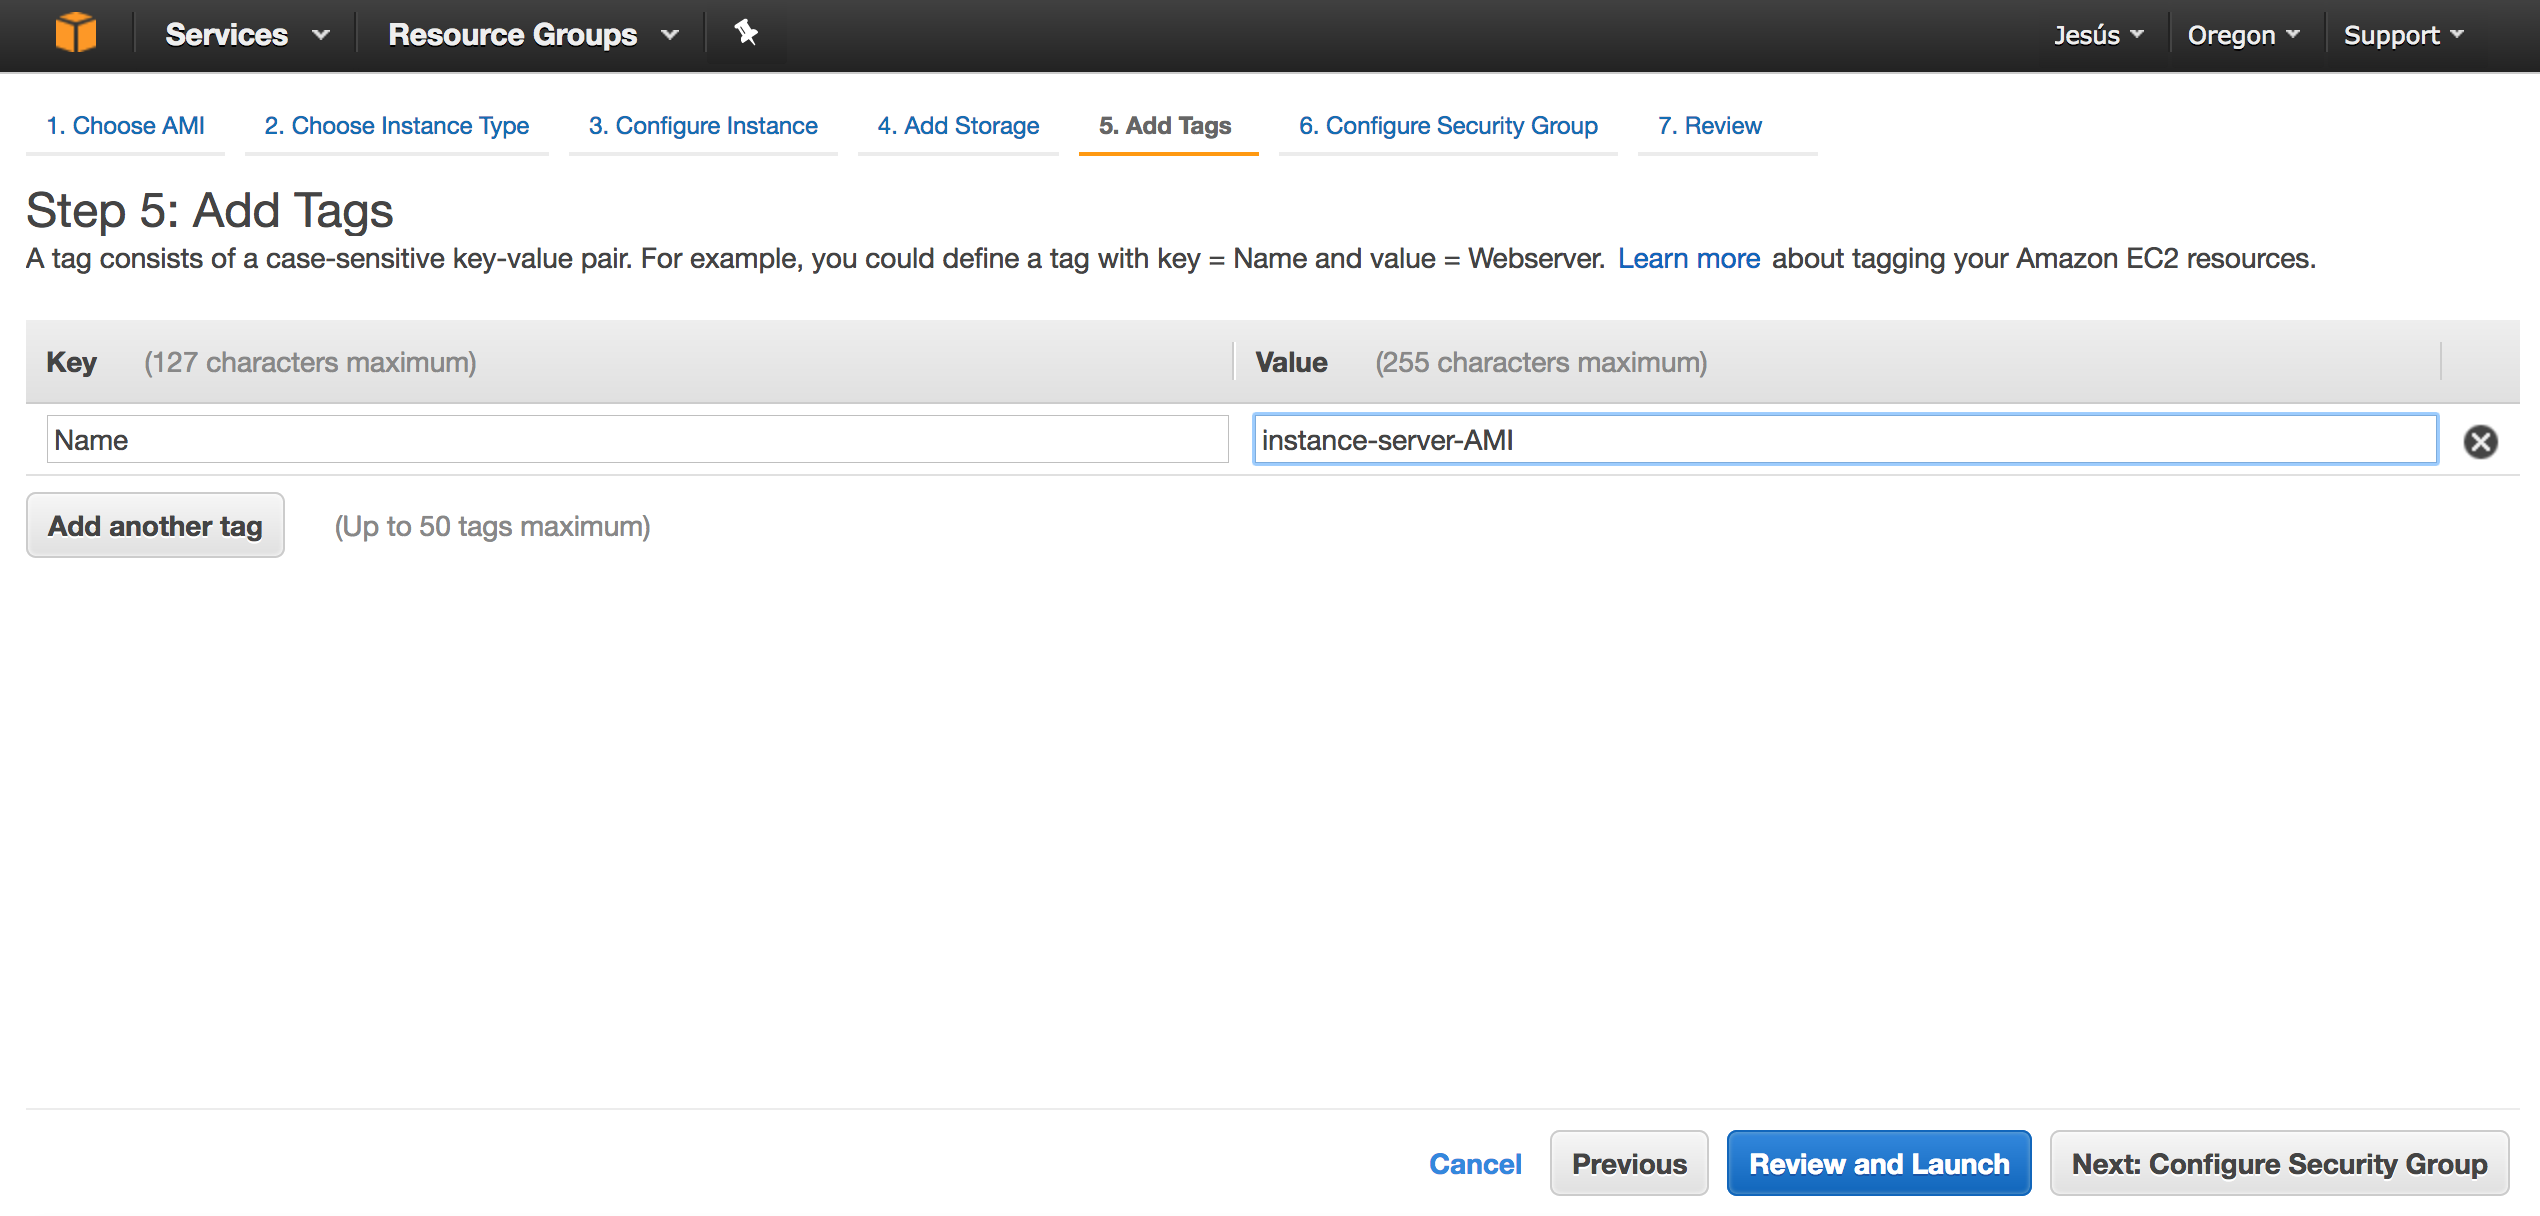 Services Resource Groups Jesús Oregon Support
1. Choose AMI 2. Choose Instance Type 3. Configure Instance 4. Add Storage 5. Add Tags 6. Configure Security Group 7. Review
Step 5: Add Tags
A tag consists of a case-sensitive key-value pair. For example, you could define a tag with key = Name and value = Webserver. Learn more about tagging your Amazon EC2 resources.
Key (127 characters maximum) Value (255 characters maximum)
Name instance-server-AMI
Add another tag (Up to 50 tags maximum)
Cancel Previous Review and Launch Next: Configure Security Group